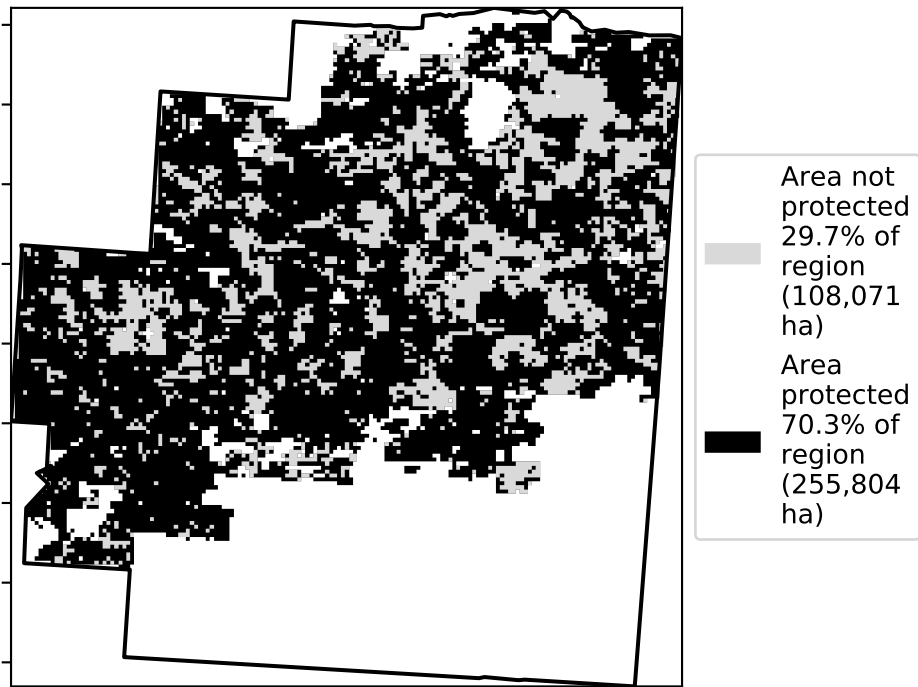 Area not
protected
29.7% of
region
(108,071
ha)
Area
protected
70.3% of
region
(255,804
ha)